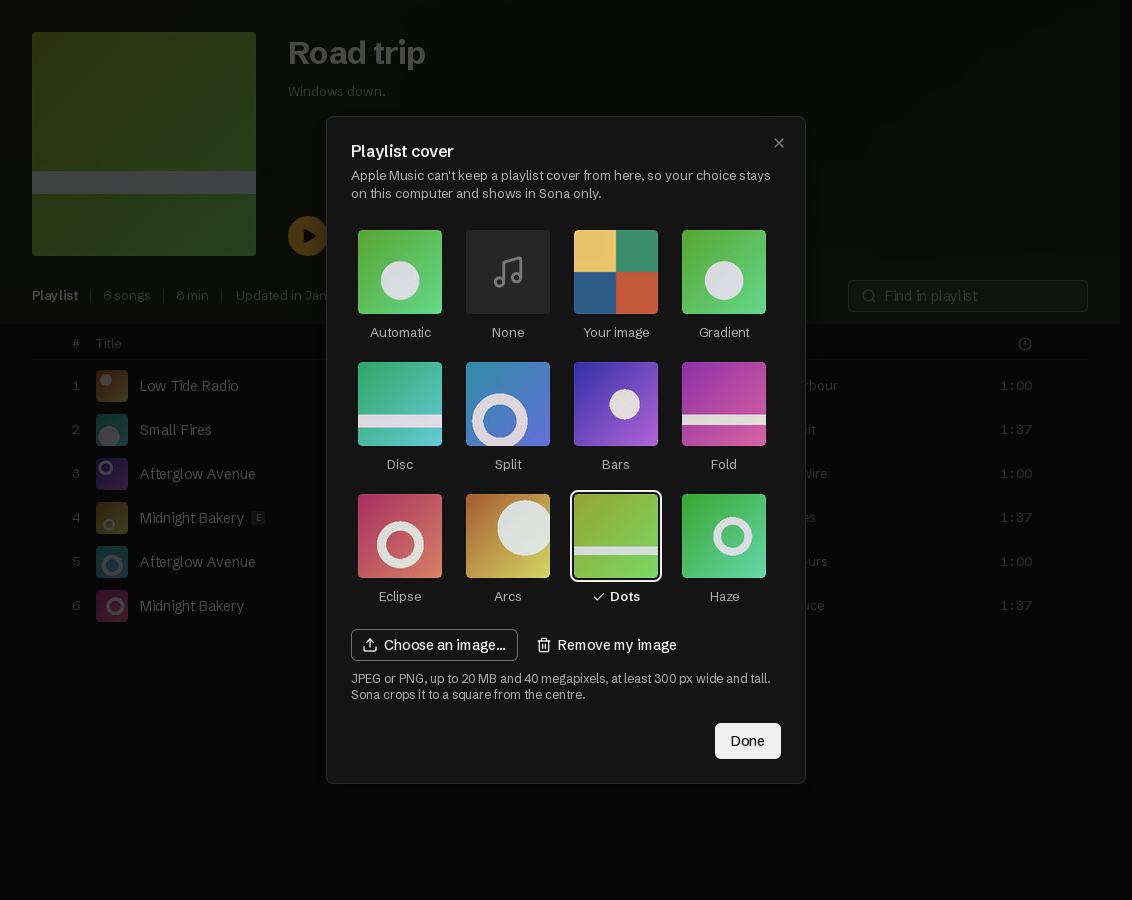 Road trip
Windows down.
Playlist cover
Apple Music can't keep a playlist cover from here, so your choice stays
on this computer and shows in Sona only.
Automatic
None
Your image
Gradient
Disc
Split
Bars
Fold
Eclipse
Arcs
Dots
Haze
Choose an image...
Remove my image
JPEG or PNG, up to 20 MB and 40 megapixels, at least 300 px wide and tall.
Sona crops it to a square from the centre.
Done
Playlist
6 songs
8 min
Updated in Jan
Find in playlist
# Title
1 Low Tide Radio 1:00
2 Small Fires 1:37
3 Afterglow Avenue 1:00
4 Midnight Bakery E 1:37
5 Afterglow Avenue 1:00
6 Midnight Bakery 1:37